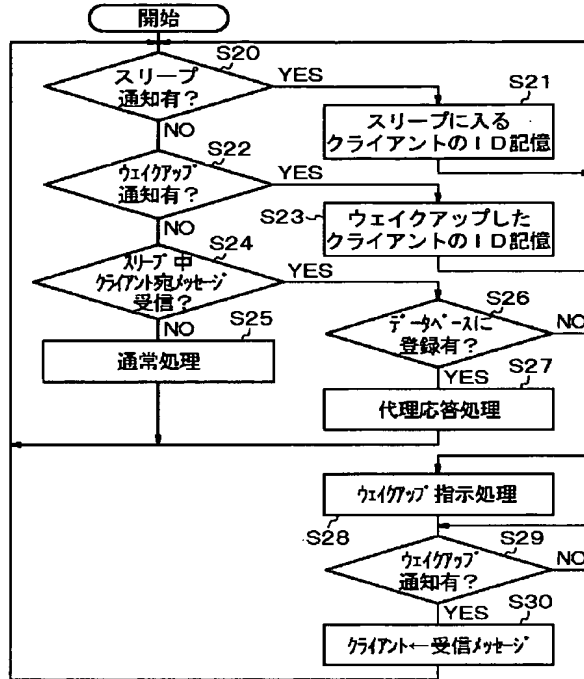 開始
S20
スリープ
通知有?
YES
NO
S21
スリープに入る
クライアントのID記憶
S22
ウェイクアップ
通知有?
YES
NO
S23
ウェイクアップした
クライアントのID記憶
S24
スリープ中
クライアント宛メッセージ
受信?
YES
NO
S25
通常処理
S26
データベースに
登録有?
NO
YES
S27
代理応答処理
ウェイクアップ指示処理
S28
S29
ウェイクアップ
通知有?
NO
YES
S30
クライアント←受信メッセージ